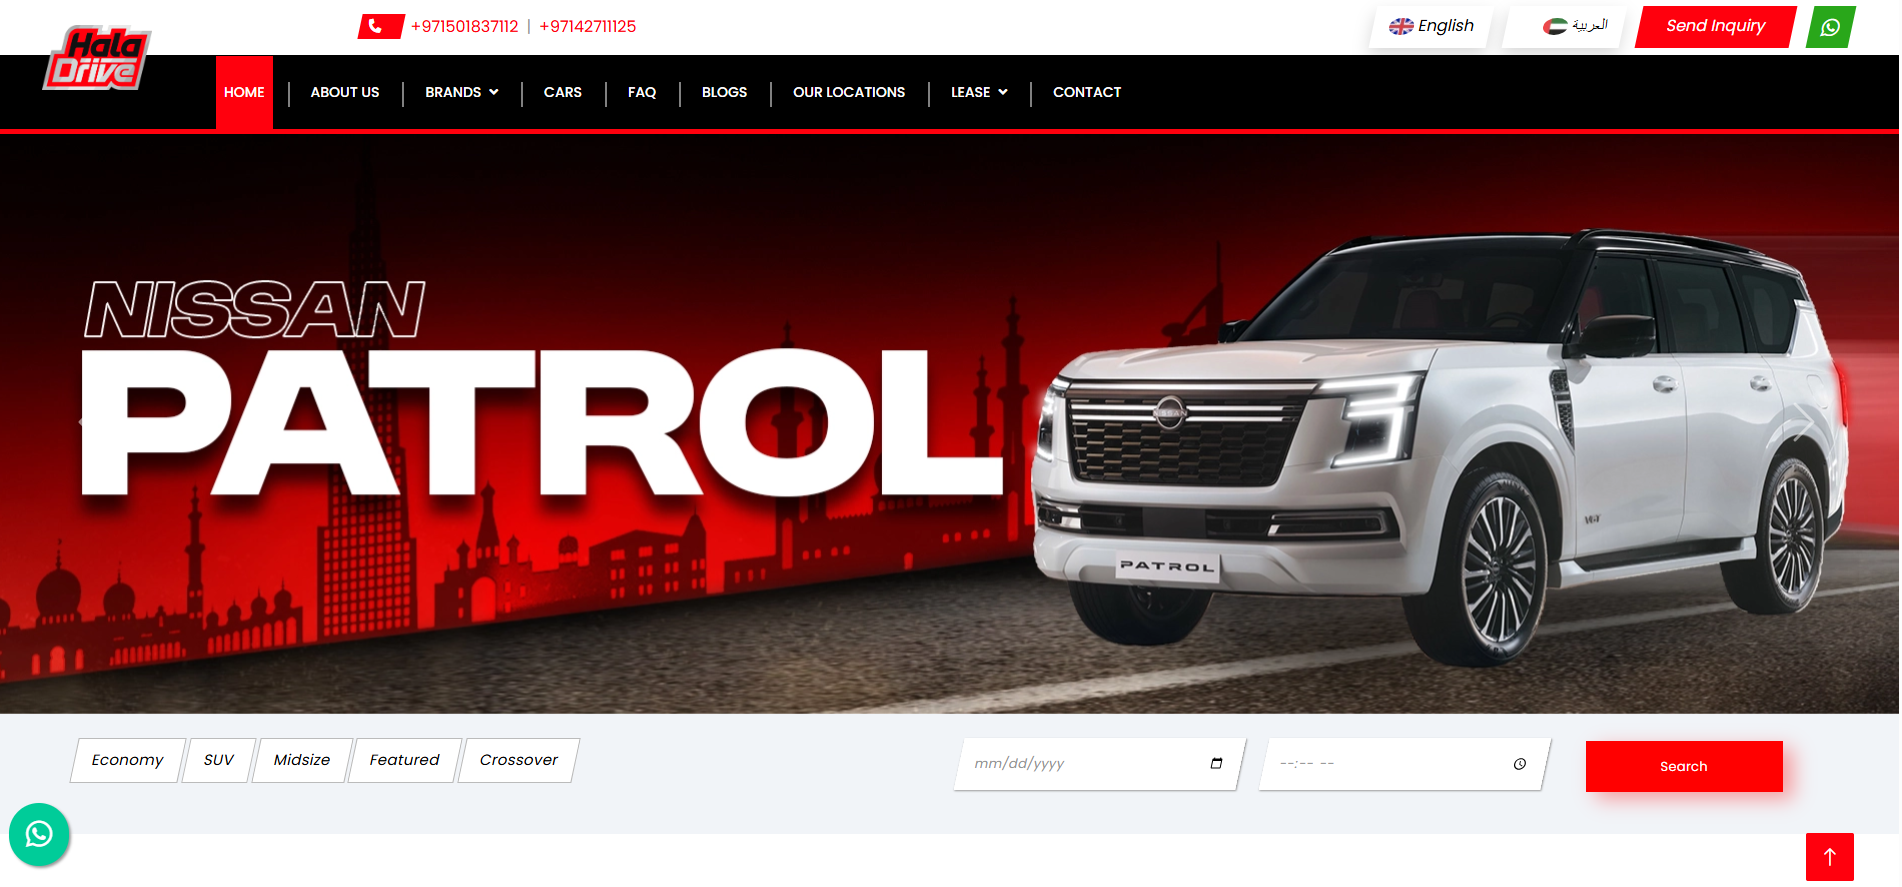 Hala
Drive
+971501837112 | +97142711125
English
العربية
Send Inquiry
HOME
ABOUT US
BRANDS
CARS
FAQ
BLOGS
OUR LOCATIONS
LEASE
CONTACT
NISSAN
PATROL
NISSAN
PATROL
Economy
SUV
Midsize
Featured
Crossover
mm/dd/yyyy
--:-- --
Search